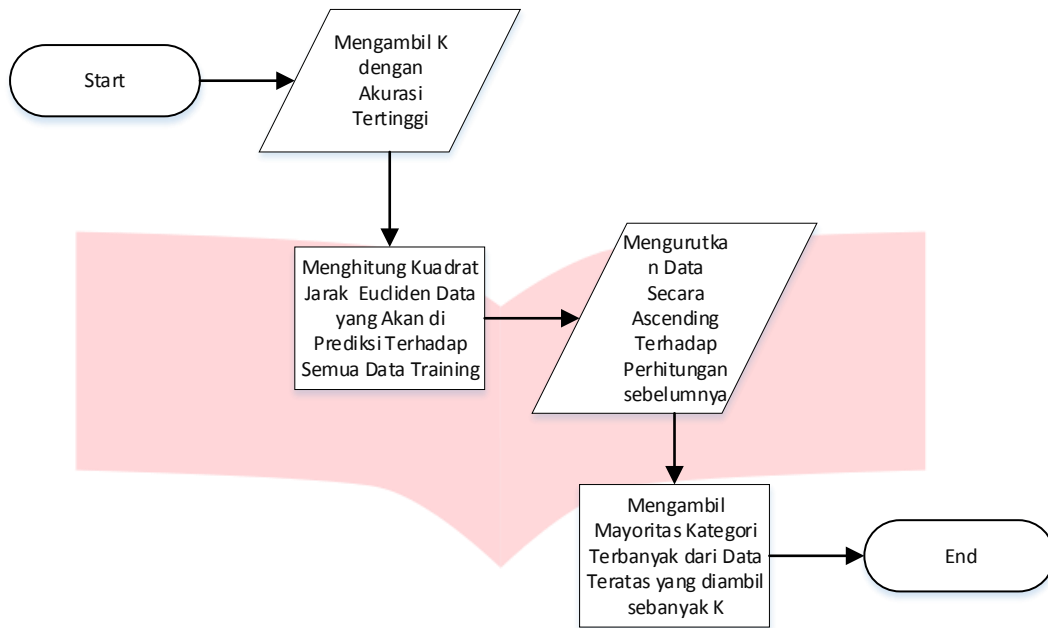 Start
Mengambil K
dengan
Akurasi
Tertinggi
Menghitung Kuadrat
Jarak Eucliden Data
yang Akan di
Prediksi Terhadap
Semua Data Training
Mengurutka
n Data
Secara
Ascending
Terhadap
Perhitungan
sebelumnya
Mengambil
Mayoritas Kategori
Terbanyak dari Data
Teratas yang diambil
sebanyak K
End